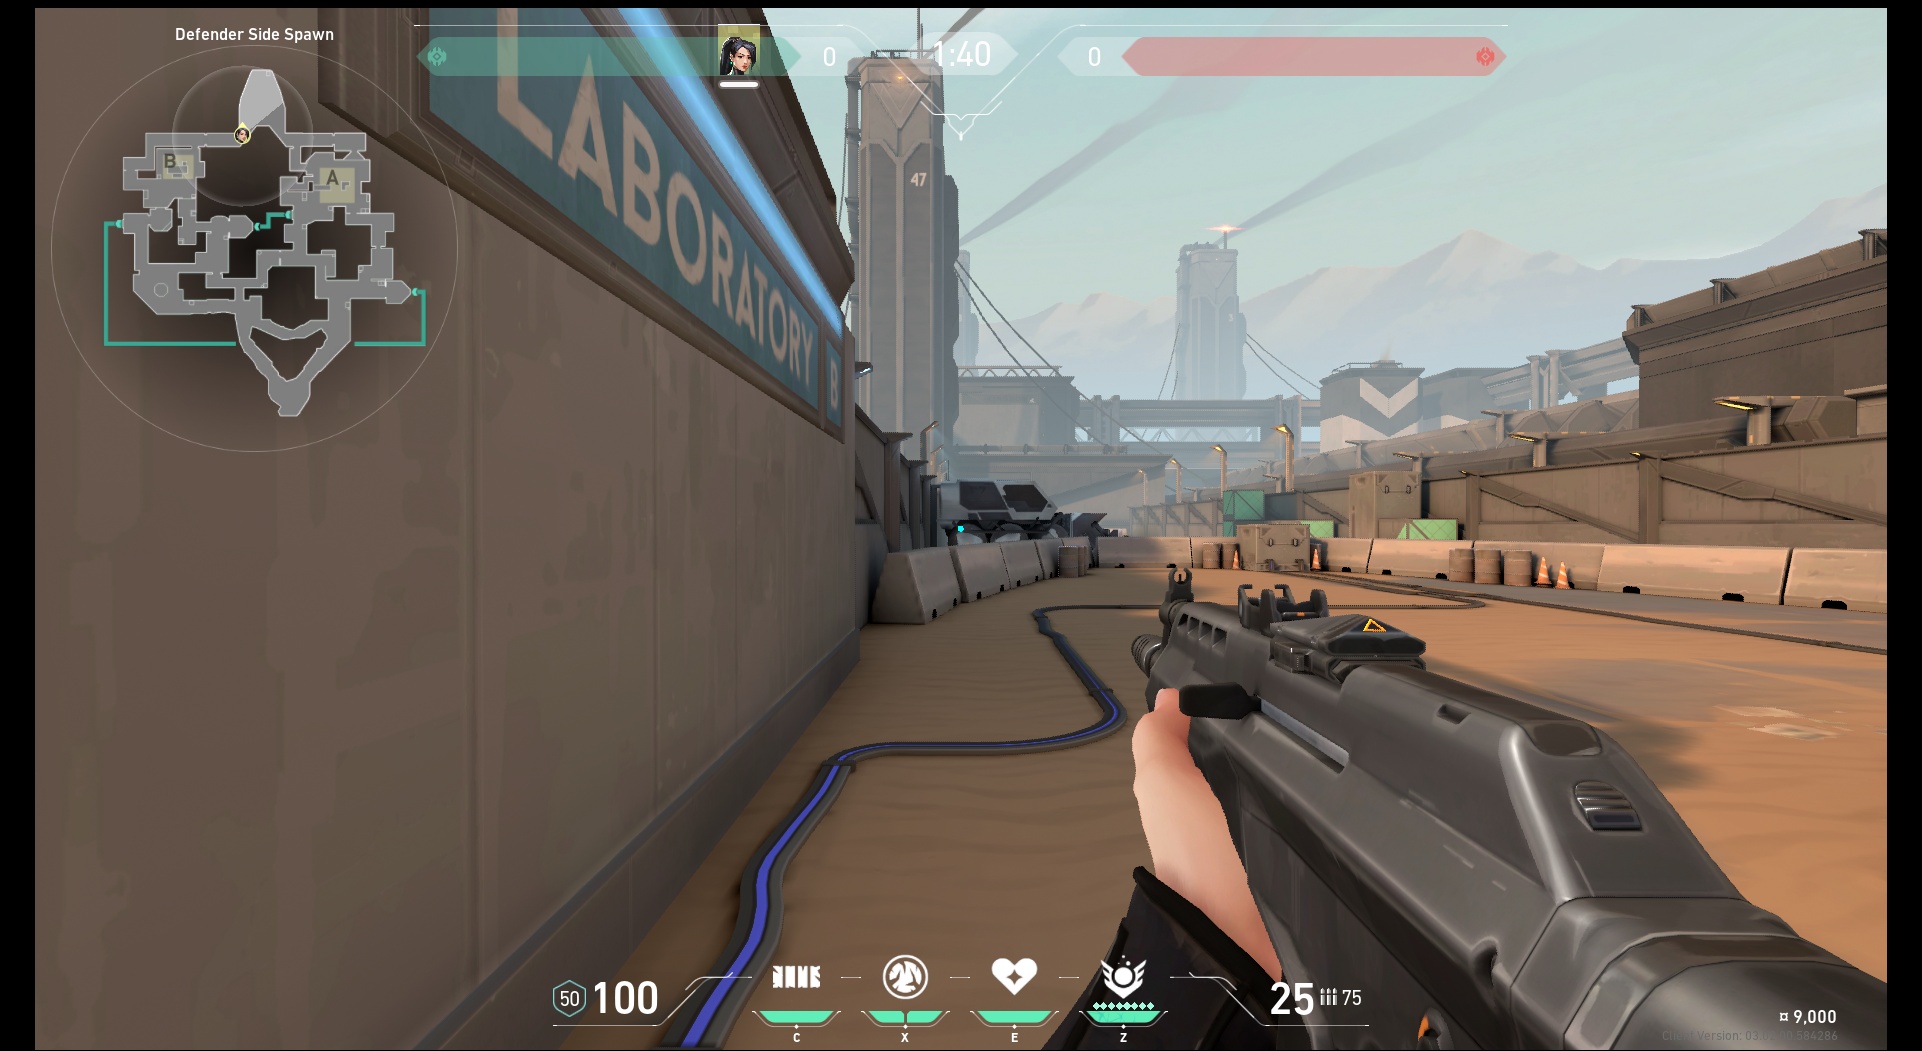 Defender Side Spawn
0
1:40
0
B
A
47
LABORATORY B
50 100
C
X
E
Z
25 75
¤ 9,000